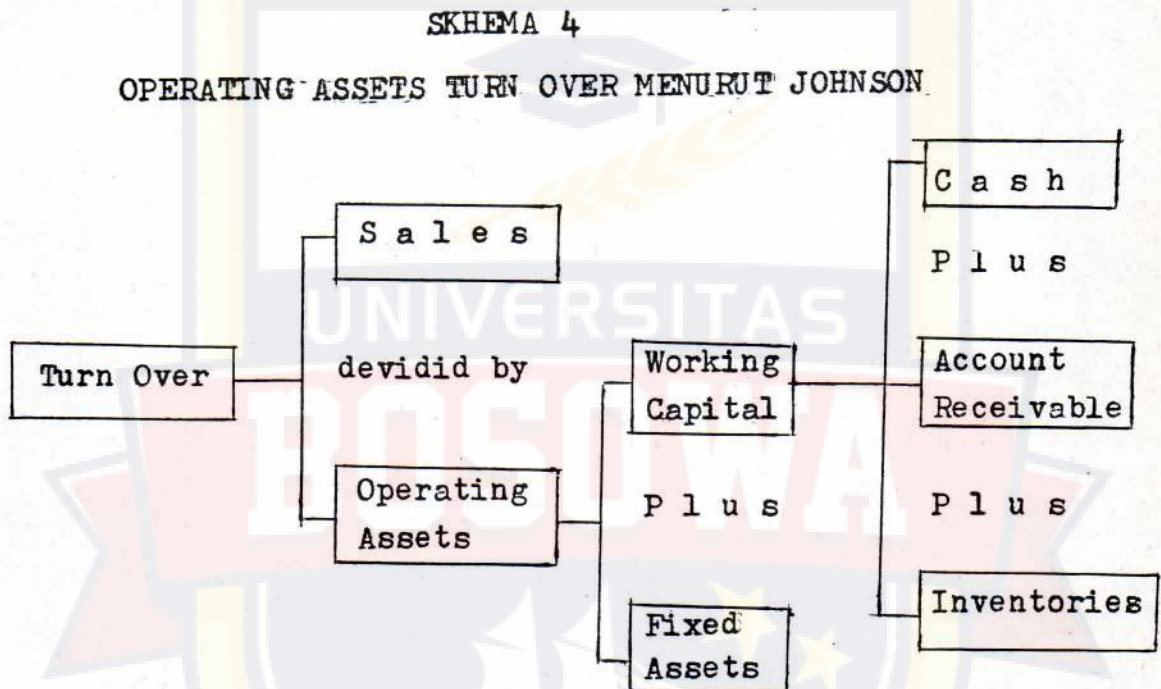 SKHEMA 4
OPERATING ASSETS TURN OVER MENURUT JOHNSON
Turn Over
S a l e s
devidid by
Operating
Assets
Working
Capital
P l u s
Fixed
Assets
C a s h
P l u s
Account
Receivable
P l u s
Inventories
UNIVERSITAS
BOSOWA